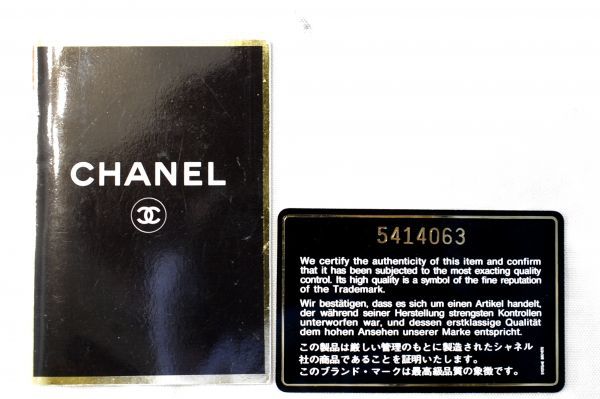 CHANEL
5414063
We certify the authenticity of this item and confirm
that it has been subjected to the most exacting quality
control. Its high quality is a symbol of the fine reputation
of the Trademark.
Wir bestätigen, dass es sich um einen Artikel handelt,
der während seiner Herstellung strengsten Kontrollen
unterworfen war, und dessen erstklassige Qualität
dem hohen Ansehen unserer Marke entspricht.
この製品は厳しい管理のもとに製造されたシャネル
社の商品であることを証明いたします。
このブランド・マークは最高級品質の象徴です。